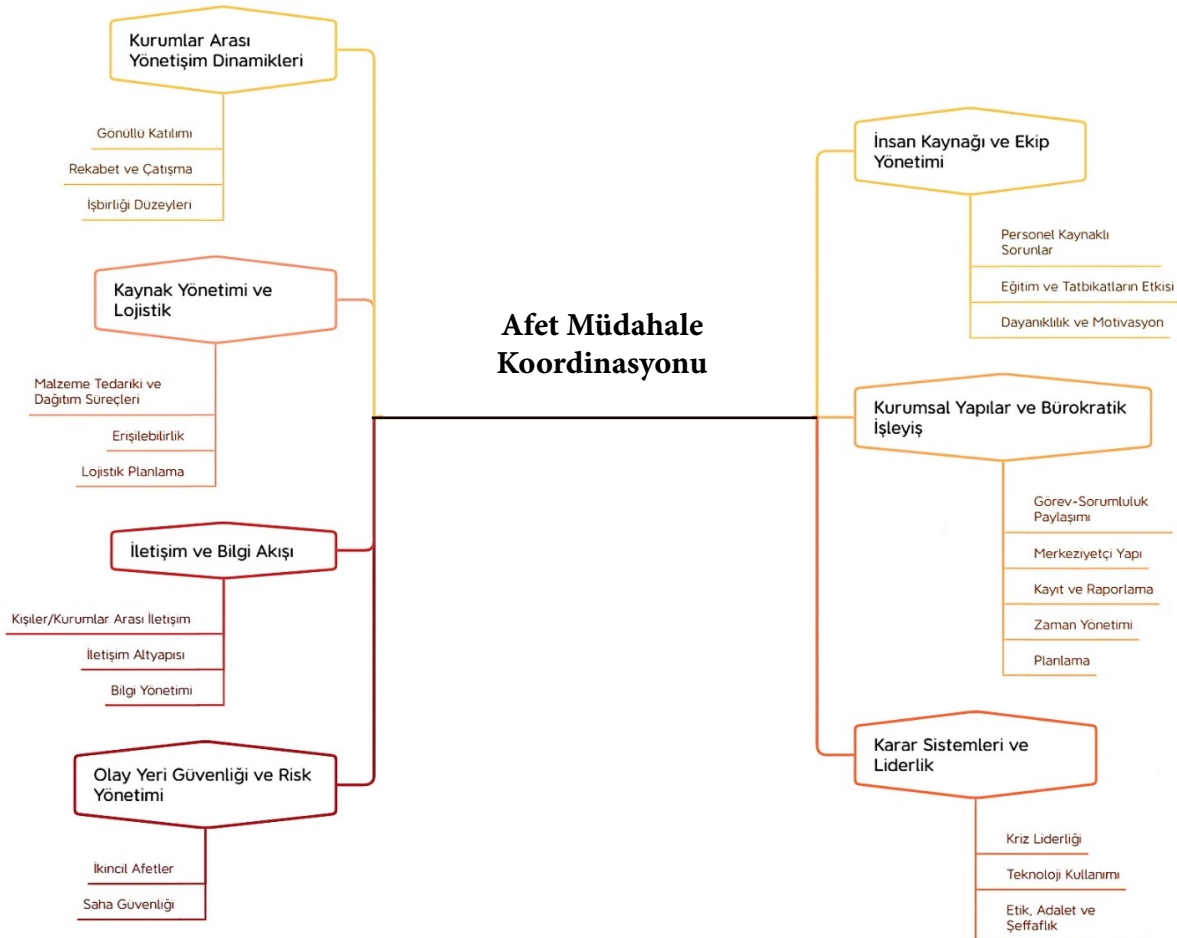 Kurumlar Arası
Yönetişim Dinamikleri
Gönüllü Katılımı
Rekabet ve Çatışma
İşbirliği Düzeyleri
Kaynak Yönetimi ve
Lojistik
Malzeme Tedariki ve
Dağıtım Süreçleri
Erişilebilirlik
Lojistik Planlama
İletişim ve Bilgi Akışı
Kişiler/Kurumlar Arası İletişim
İletişim Altyapısı
Bilgi Yönetimi
Olay Yeri Güvenliği ve Risk
Yönetimi
İkincil Afetler
Saha Güvenliği
Afet Müdahale
Koordinasyonu
İnsan Kaynağı ve Ekip
Yönetimi
Personel Kaynaklı
Sorunlar
Eğitim ve Tatbikatların Etkisi
Dayanıklılık ve Motivasyon
Kurumsal Yapılar ve Bürokratik
İşleyiş
Görev-Sorumluluk
Paylaşımı
Merkeziyetçi Yapı
Kayıt ve Raporlama
Zaman Yönetimi
Planlama
Karar Sistemleri ve
Liderlik
Kriz Liderliği
Teknoloji Kullanımı
Etik, Adalet ve
Şeffaflık